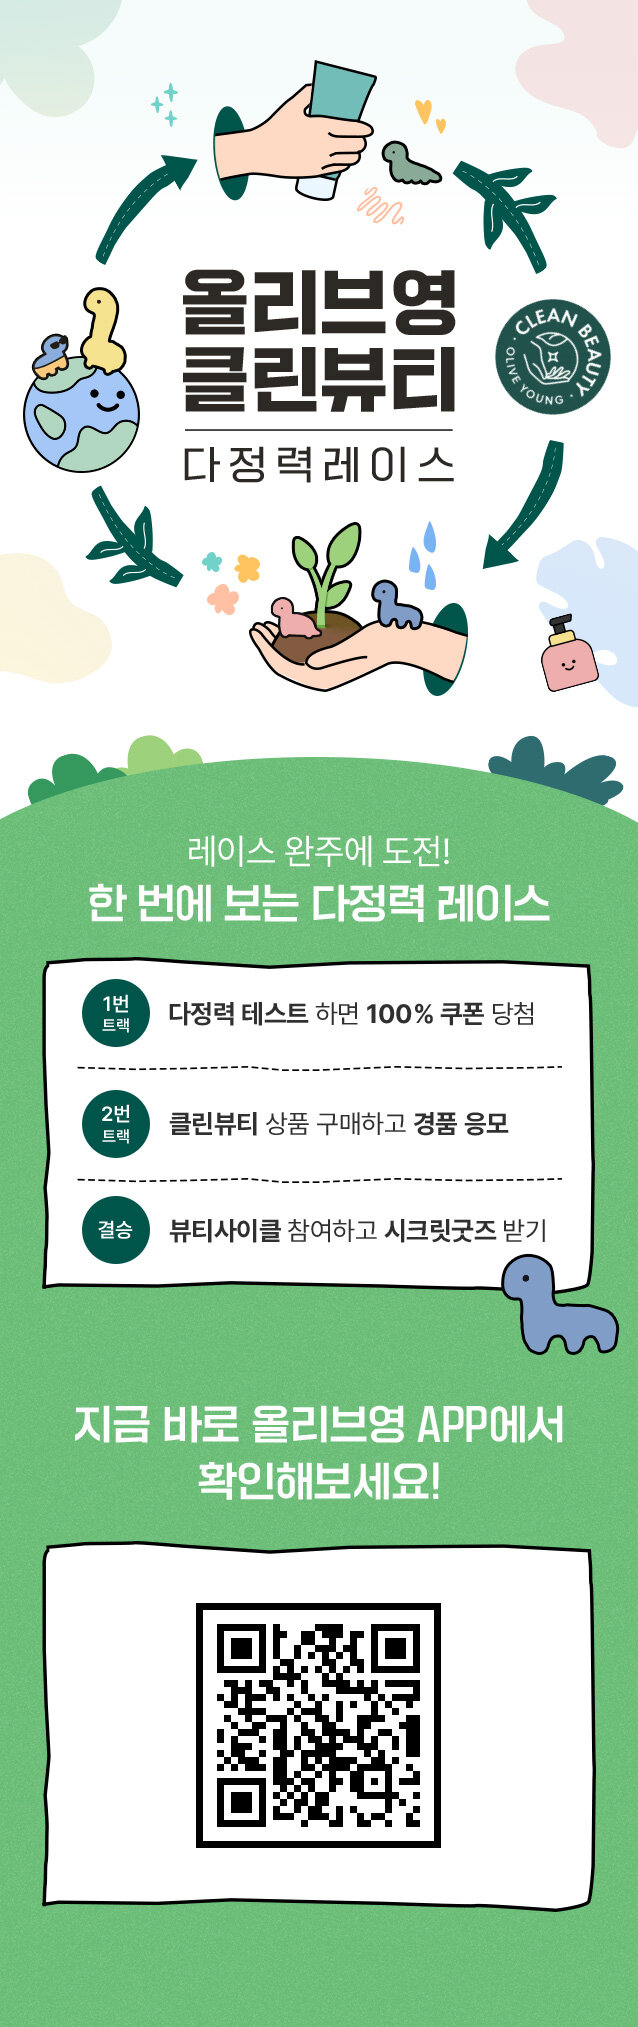 올리브영
클린뷰티
다정력레이스
CLEAN BEAUTY
OLIVE YOUNG
레이스 완주에 도전!
한 번에 보는 다정력 레이스
1번
트랙
다정력 테스트 하면 100% 쿠폰 당첨
2번
트랙
클린뷰티 상품 구매하고 경품 응모
결승
뷰티사이클 참여하고 시크릿굿즈 받기
지금 바로 올리브영 APP에서
확인해보세요!